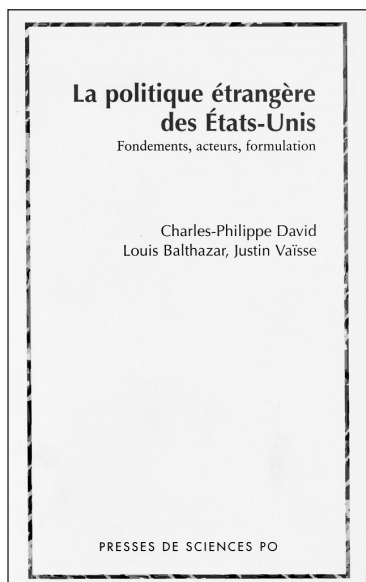 La politique étrangère
des États-Unis
Fondements, acteurs, formulation
Charles-Philippe David
Louis Balthazar, Justin Vaïsse
PRESSES DE SCIENCES PO